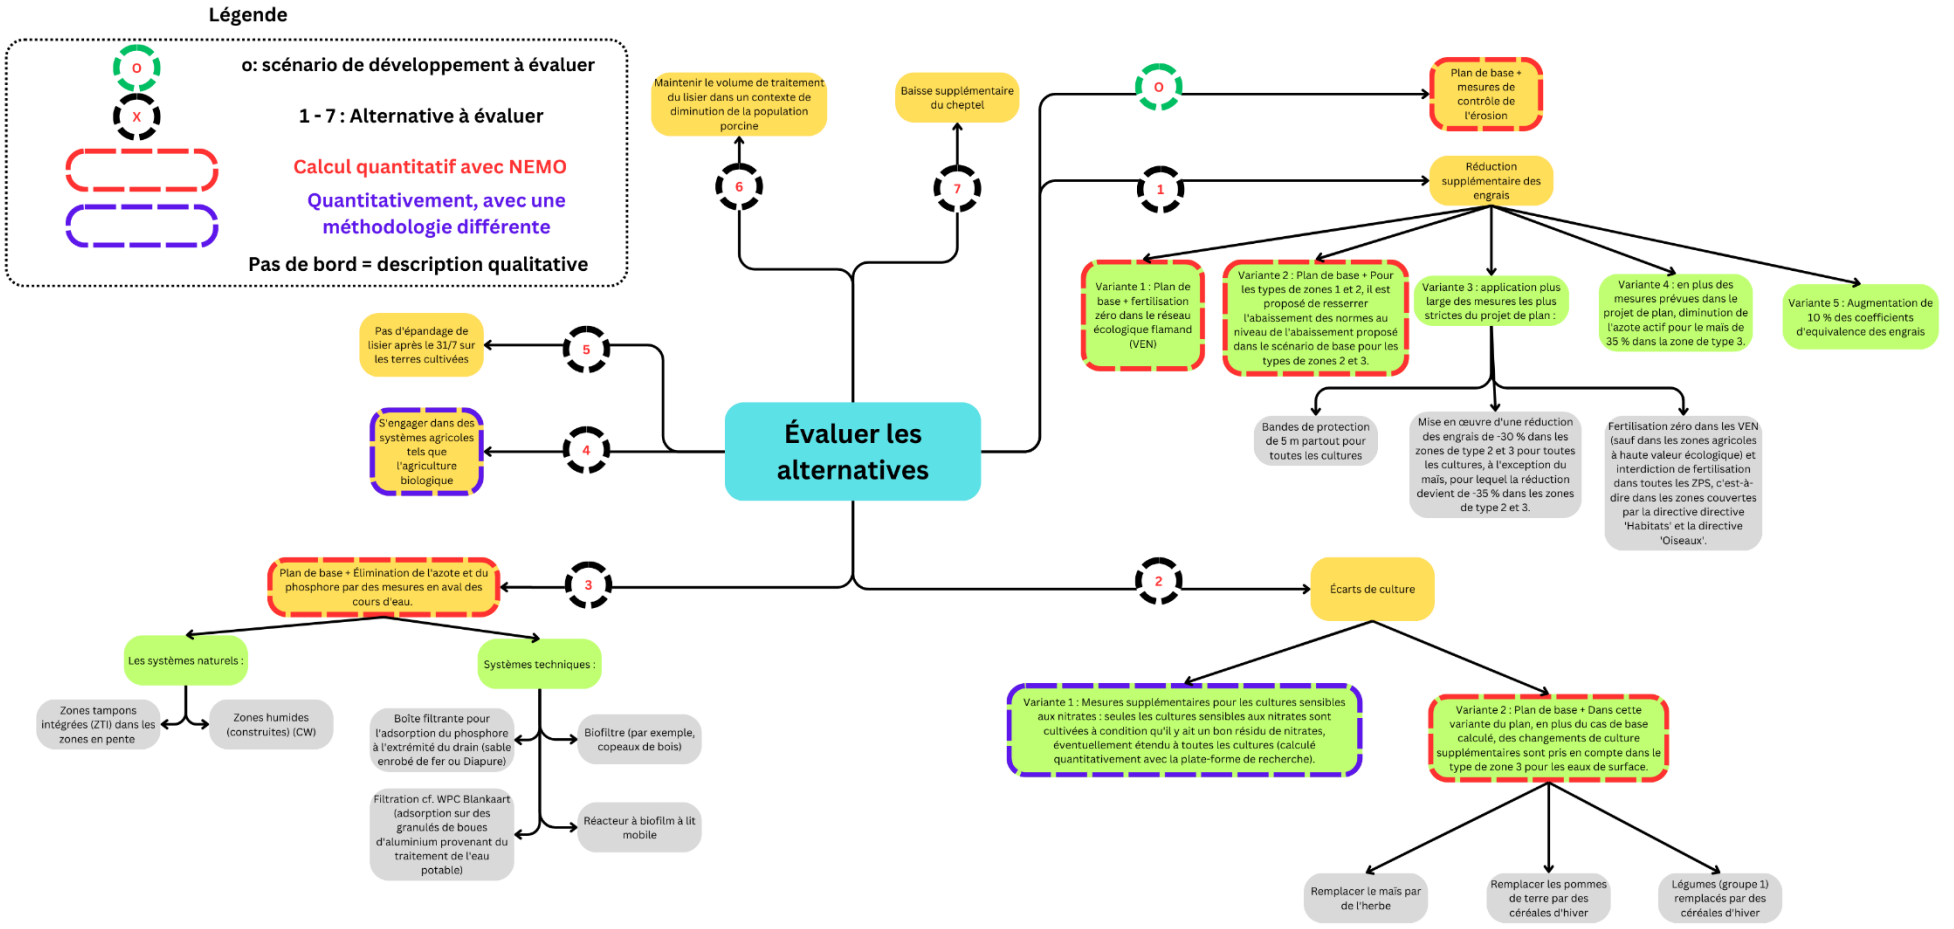 Légende
O
o: scénario de développement à évaluer
X
1 - 7 : Alternative à évaluer
Calcul quantitatif avec NEMO
Quantitativement, avec une
méthodologie différente
Pas de bord = description qualitative
Maintenir le volume de traitement
du lisier dans un contexte de
diminution de la population
porcine
6
Baisse supplémentaire
du cheptel
7
O
Plan de base +
mesures de
contrôle de
l'érosion
1
Réduction
supplémentaire des
engrais
Variante 1 : Plan de
base + fertilisation
zéro dans le réseau
écologique flamand
(VEN)
Variante 2 : Plan de base + Pour
les types de zones 1 et 2, il est
proposé de resserrer
l'abaissement des normes au
niveau de l'abaissement proposé
dans le scénario de base pour les
types de zones 2 et 3.
Variante 3 : application plus
large des mesures les plus
strictes du projet de plan :
Variante 4 : en plus des
mesures prévues dans le
projet de plan, diminution de
l'azote actif pour le maïs de
35 % dans la zone de type 3.
Variante 5 : Augmentation de
10 % des coefficients
d'equivalence des engrais
Bandes de protection
de 5 m partout pour
toutes les cultures
Mise en œuvre d'une réduction
des engrais de -30 % dans les
zones de type 2 et 3 pour toutes
les cultures, à l'exception du
maïs, pour lequel la réduction
devient de -35 % dans les zones
de type 2 et 3.
Fertilisation zéro dans les VEN
(sauf dans les zones agricoles
à haute valeur écologique) et
interdiction de fertilisation
dans toutes les ZPS, c'est-à-
dire dans les zones couvertes
par la directive directive
'Habitats' et la directive
'Oiseaux'.
Pas d'épandage de
lisier après le 31/7 sur
les terres cultivées
5
S'engager dans des
systèmes agricoles
tels que
l'agriculture
biologique
4
Évaluer les
alternatives
Plan de base + Élimination de l'azote et du
phosphore par des mesures en aval des
cours d'eau.
3
2
Écarts de culture
Les systèmes naturels :
Systèmes techniques :
Zones tampons
intégrées (ZTI) dans les
zones en pente
Zones humides
(construites) (CW)
Boîte filtrante pour
l'adsorption du phosphore
à l'extrémité du drain (sable
enrobé de fer ou Diapure)
Biofiltre (par exemple,
copeaux de bois)
Filtration cf. WPC Blankaart
(adsorption sur des
granulés de boues
d'aluminium provenant du
traitement de l'eau
potable)
Réacteur à biofilm à lit
mobile
Variante 1 : Mesures supplémentaires pour les cultures sensibles
aux nitrates : seules les cultures sensibles aux nitrates sont
cultivées à condition qu'il y ait un bon résidu de nitrates,
éventuellement étendu à toutes les cultures (calculé
quantitativement avec la plate-forme de recherche).
Variante 2 : Plan de base + Dans cette
variante du plan, en plus du cas de base
calculé, des changements de culture
supplémentaires sont pris en compte dans le
type de zone 3 pour les eaux de surface.
Remplacer le maïs par
de l'herbe
Remplacer les pommes
de terre par des
céréales d'hiver
Légumes (groupe 1)
remplacés par des
céréales d'hiver